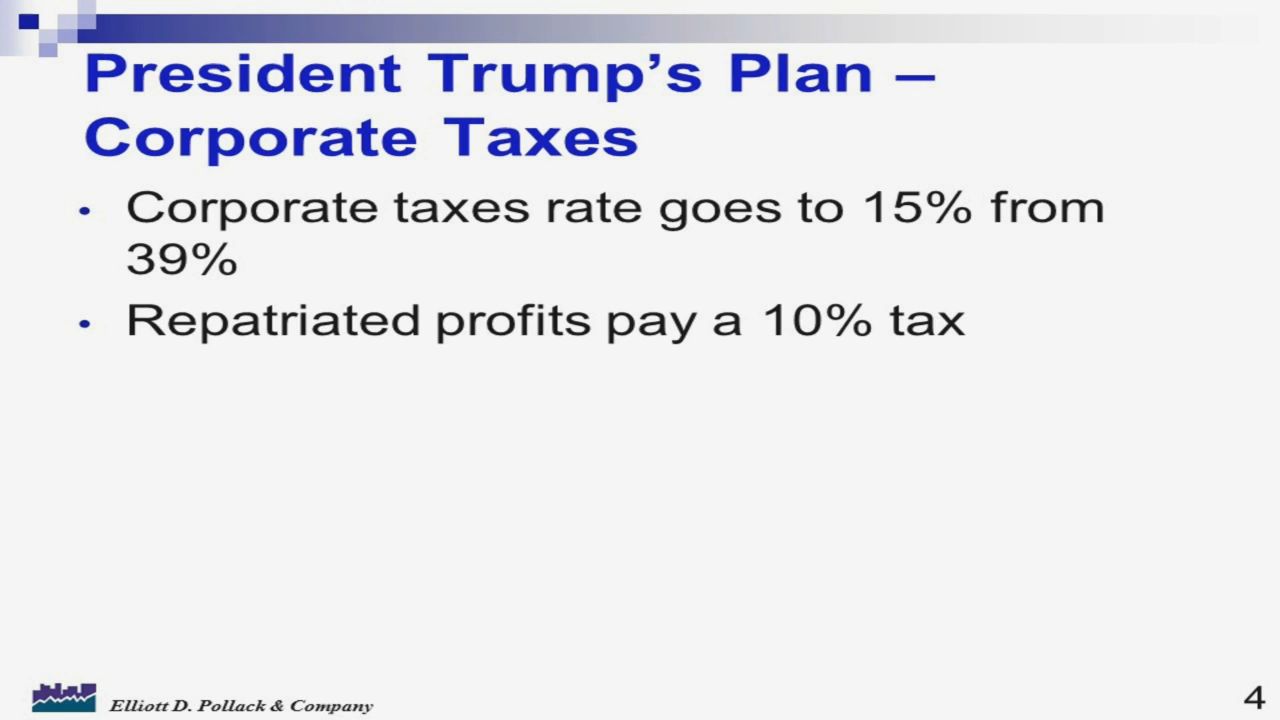 President Trump’s Plan –
Corporate Taxes
• Corporate taxes rate goes to 15% from
39%
• Repatriated profits pay a 10% tax
Elliott D. Pollack & Company
4